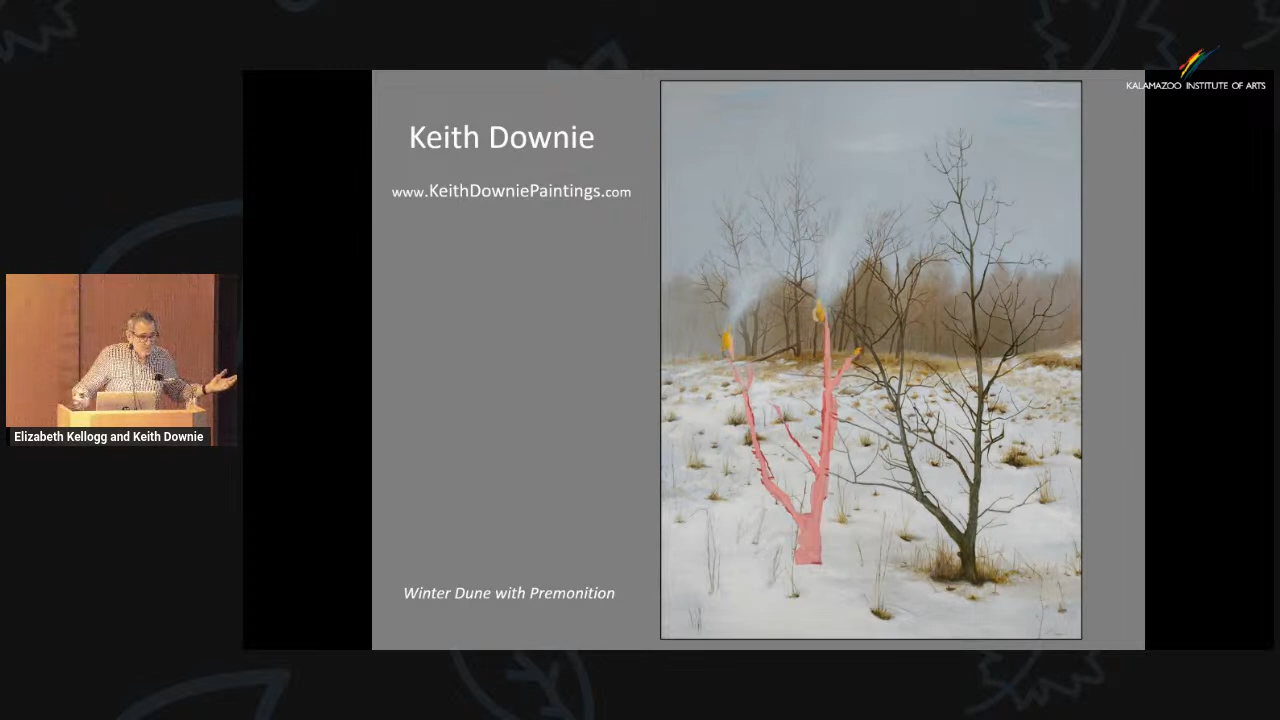 KALAMAZOO INSTITUTE OF ARTS
Keith Downie
www.KeithDowniePaintings.com
Elizabeth Kellogg and Keith Downie
Winter Dune with Premonition